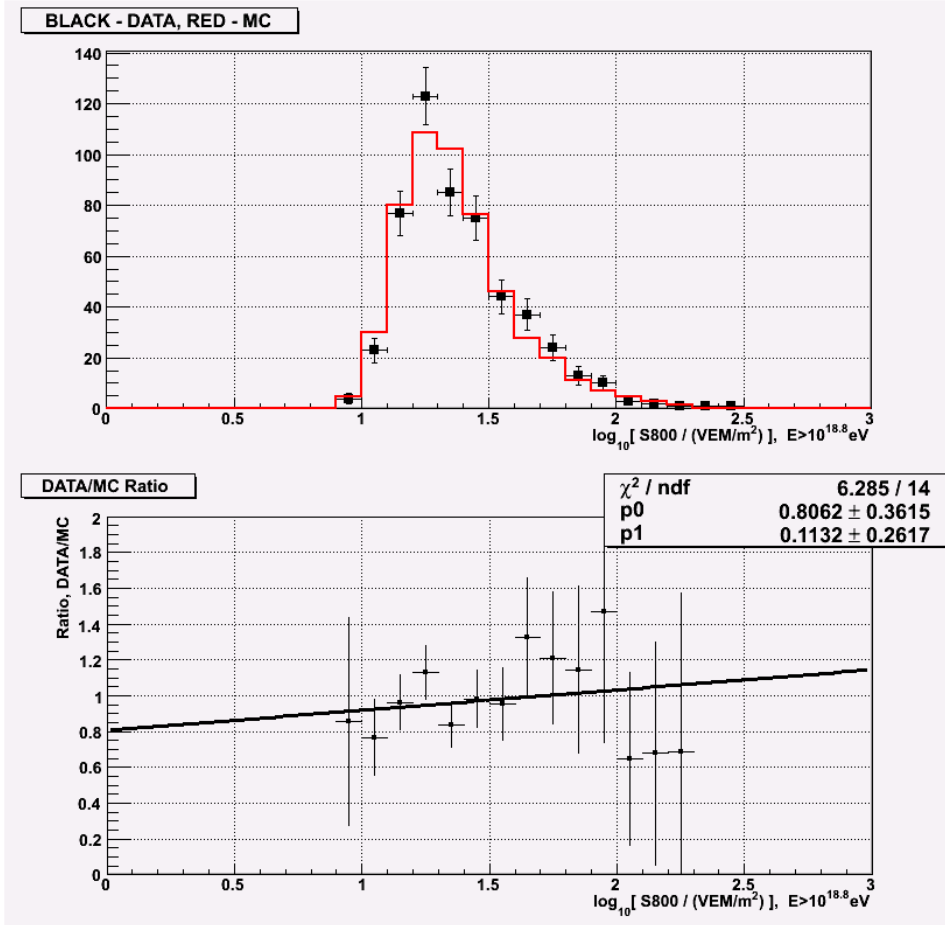 BLACK - DATA, RED - MC
140
120
100
80
60
40
20
0
0 0.5 1 1.5 2 2.5 3
log₁₀[ S800 / (VEM/m²) ], E>10¹⁸·⁸eV
DATA/MC Ratio
χ² / ndf 6.285 / 14
p0 0.8062 ± 0.3615
p1 0.1132 ± 0.2617
Ratio, DATA/MC
2
1.8
1.6
1.4
1.2
1
0.8
0.6
0.4
0.2
0
0 0.5 1 1.5 2 2.5 3
log₁₀[ S800 / (VEM/m²) ], E>10¹⁸·⁸eV